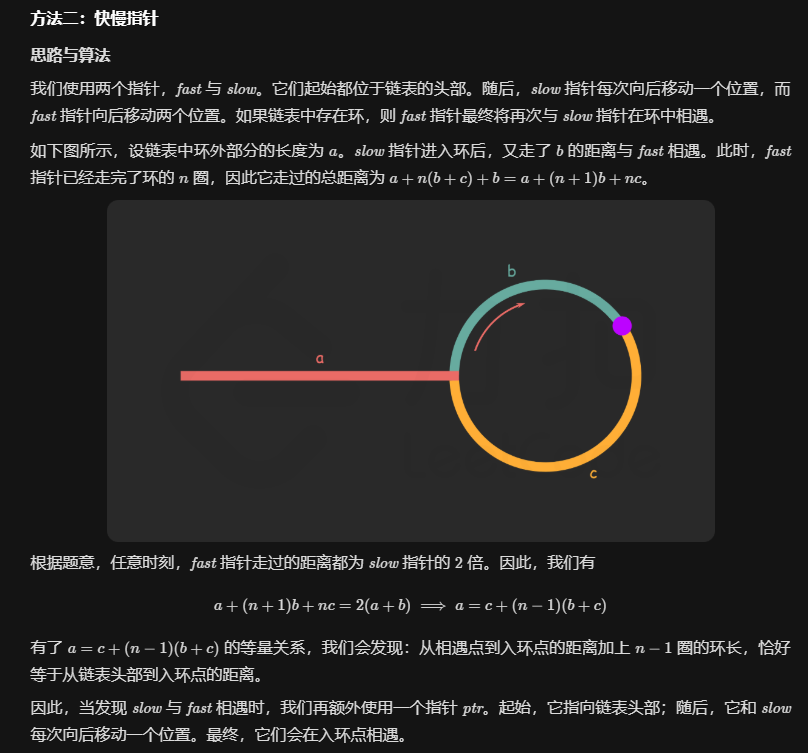 方法二：快慢指针
思路与算法
我们使用两个指针，fast 与 slow。它们起始都位于链表的头部。随后，slow 指针每次向后移动一个位置，而
fast 指针向后移动两个位置。如果链表中存在环，则 fast 指针最终将再次与 slow 指针在环中相遇。
如下图所示，设链表中环外部分的长度为 a。slow 指针进入环后，又走了 b 的距离与 fast 相遇。此时，fast
指针已经走完了环的 n 圈，因此它走过的总距离为 a + n(b + c) + b = a + (n + 1)b + nc。
b
a
c
根据题意，任意时刻，fast 指针走过的距离都为 slow 指针的 2 倍。因此，我们有
a + (n + 1)b + nc = 2(a + b) ⟹ a = c + (n − 1)(b + c)
有了 a = c + (n − 1)(b + c) 的等量关系，我们会发现：从相遇点到入环点的距离加上 n − 1 圈的环长，恰好
等于从链表头部到入环点的距离。
因此，当发现 slow 与 fast 相遇时，我们再额外使用一个指针 ptr。起始，它指向链表头部；随后，它和 slow
每次向后移动一个位置。最终，它们会在入环点相遇。